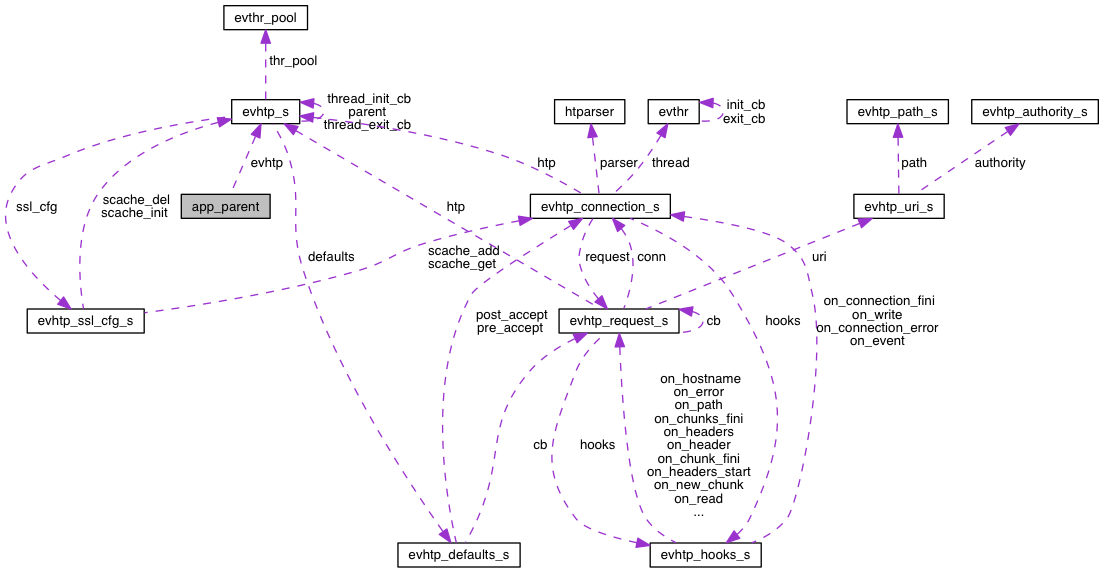 evthr_pool
thr_pool
evhtp_s
thread_init_cb
parent
thread_exit_cb
htparser
evthr
init_cb
exit_cb
evhtp_path_s
evhtp_authority_s
evhtp
htp
parser
thread
path
authority
ssl_cfg
scache_del
scache_init
app_parent
htp
evhtp_connection_s
evhtp_uri_s
defaults
scache_add
scache_get
request
conn
uri
evhtp_ssl_cfg_s
post_accept
pre_accept
evhtp_request_s
cb
hooks
on_connection_fini
on_write
on_connection_error
on_event
cb
hooks
on_hostname
on_error
on_path
on_chunks_fini
on_headers
on_header
on_chunk_fini
on_headers_start
on_new_chunk
on_read
...
evhtp_defaults_s
evhtp_hooks_s